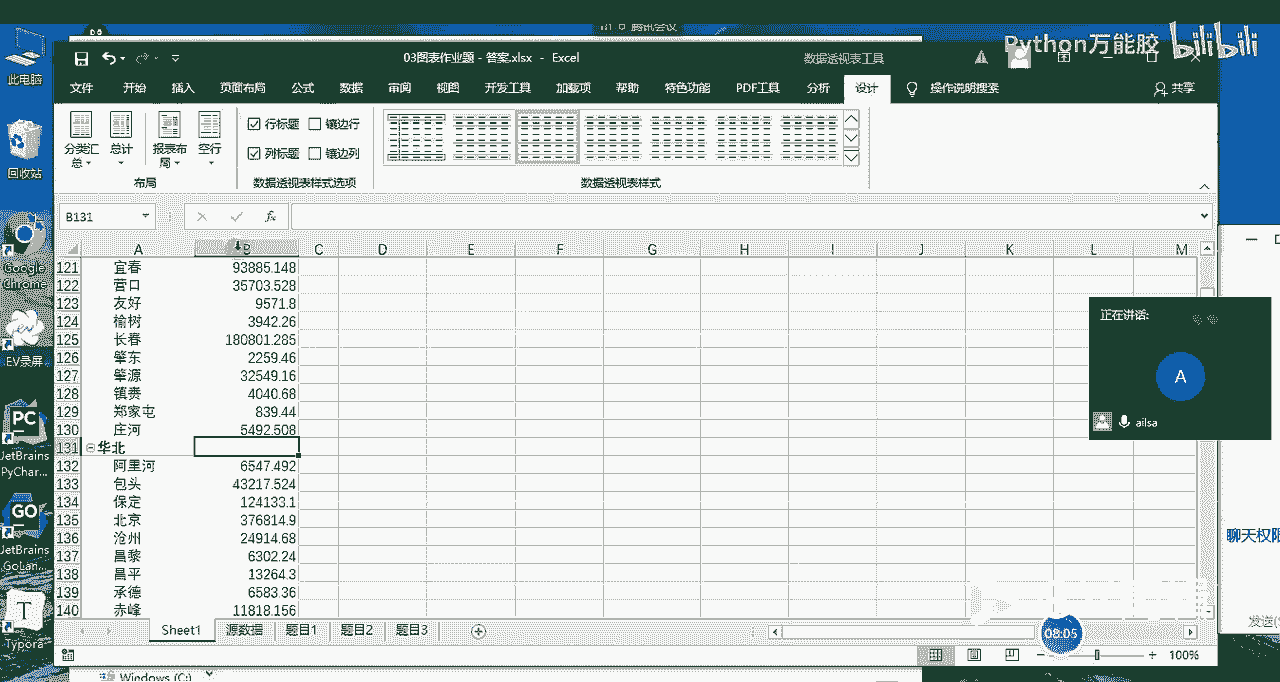 腾讯会议
Python万能胶 bilibili
此电脑
回收站
Google
Chrome
EV录屏
PC
JetBrains
PyChar...
GO
JetBrains
GoLan...
T
Typora
03图表作业题 - 答案.xlsx - Excel
数据透视表工具
文件 开始 插入 页面布局 公式 数据 审阅 视图 开发工具 加载项 帮助 特色功能 PDF工具 分析 设计 操作说明搜索 共享
分类汇总 总计 报表布局 空行
布局
行标题 镶边行
列标题 镶边列
数据透视表样式选项
数据透视表样式
B131 fx
A B C D E F G H I J K L M
121 宜春 93885.148
122 营口 35703.528
123 友好 9571.8
124 榆树 3942.26
125 长春 180801.285
126 肇东 2259.46
127 肇源 32549.16
128 镇赉 4040.68
129 郑家屯 839.44
130 庄河 5492.508
131 华北
132 阿里河 6547.492
133 包头 43217.524
134 保定 124133.1
135 北京 376814.9
136 沧州 24914.68
137 昌黎 6302.24
138 昌平 13264.3
139 承德 6583.36
140 赤峰 11818.156
正在讲话:
A
ailsa
聊天权限
发送(S
08:05
Sheet1 源数据 题目1 题目2 题目3
100%
Windows (C:)